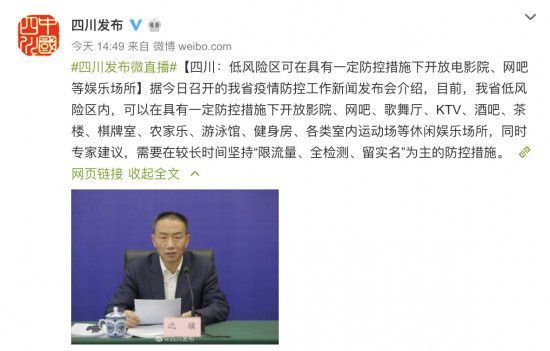 四川发布
今天 14:49 来自 微博 weibo.com
#四川发布微直播#【四川：低风险区可在具有一定防控措施下开放电影院、网吧
等娱乐场所】据今日召开的我省疫情防控工作新闻发布会介绍，目前，我省低风
险区内，可以在具有一定防控措施下开放影院、网吧、歌舞厅、KTV、酒吧、茶
楼、棋牌室、农家乐、游泳馆、健身房、各类室内运动场等休闲娱乐场所，同时
专家建议，需要在较长时间坚持“限流量、全检测、留实名”为主的防控措施。
网页链接 收起全文
沈骥
@四川发布